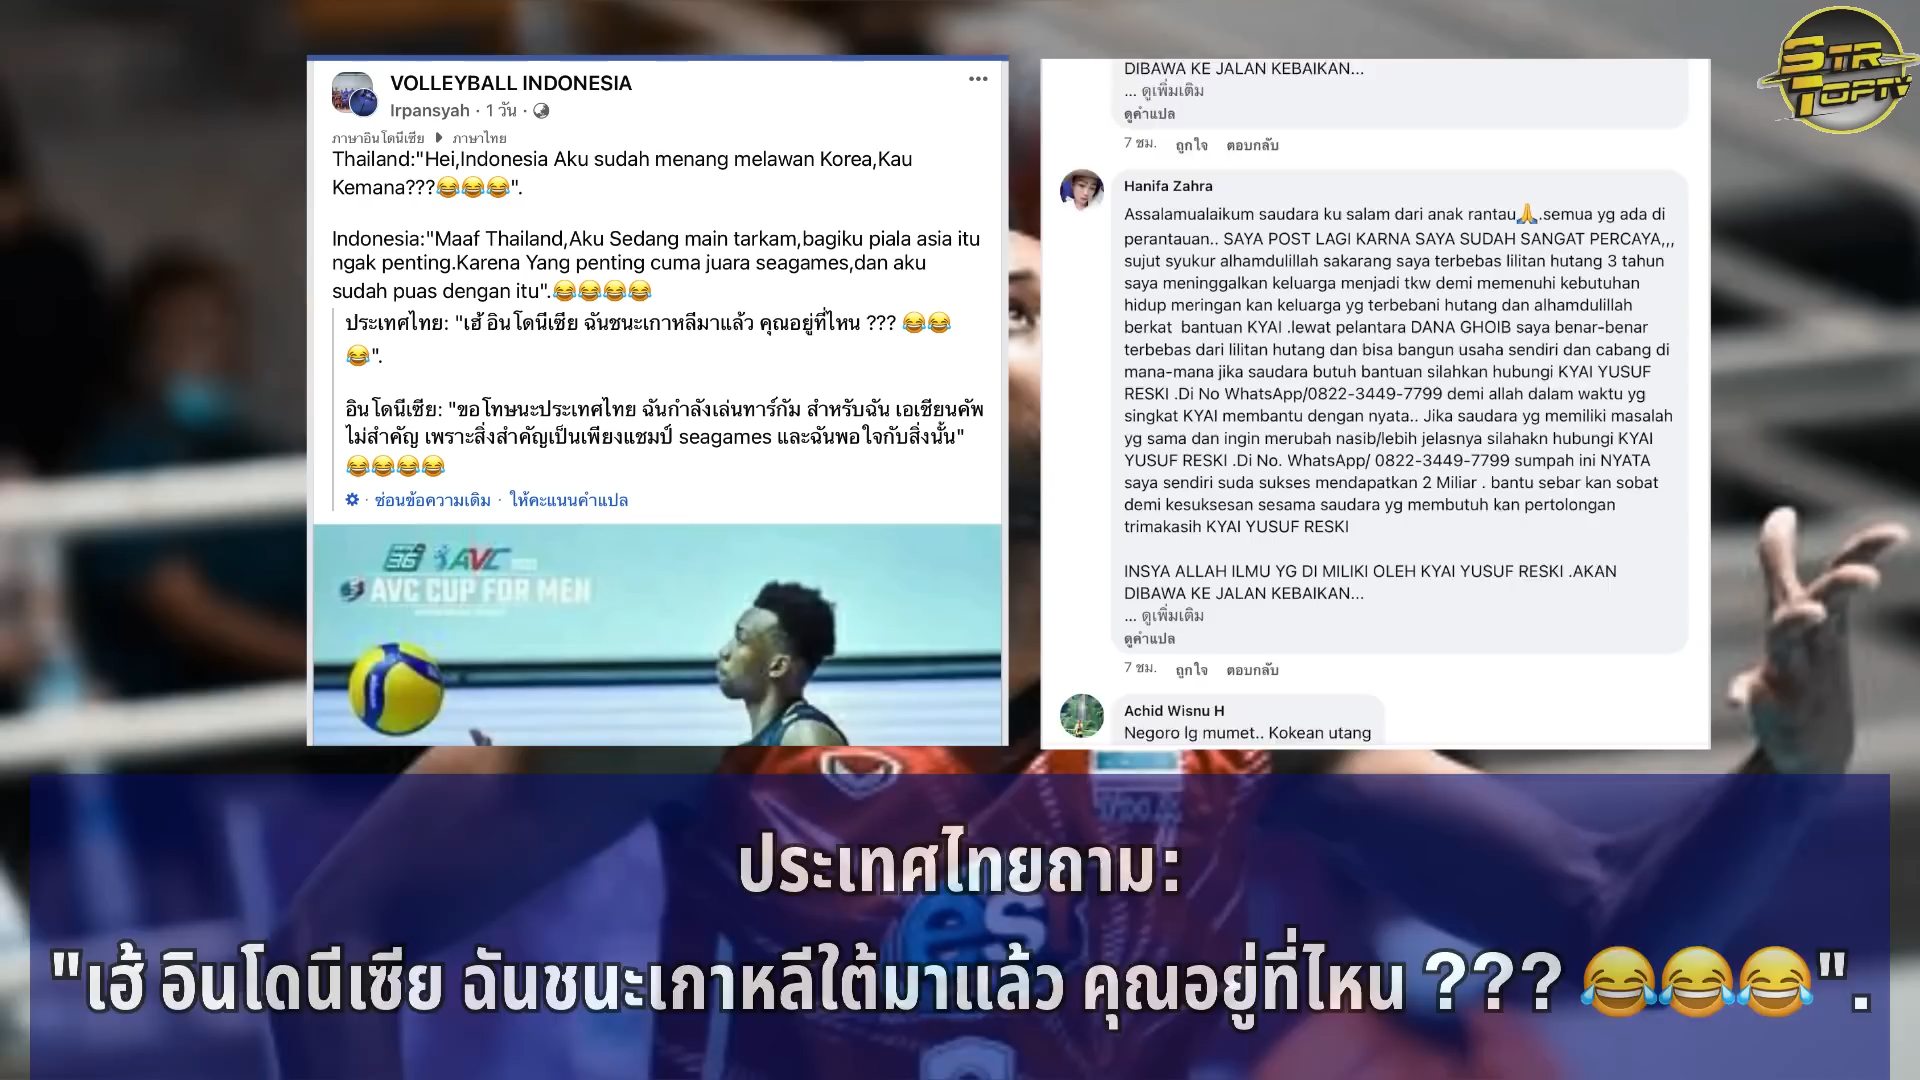 VOLLEYBALL INDONESIA
Irpansyah · 1 วัน ·
ภาษาอินโดนีเซีย ▶ ภาษาไทย
Thailand:"Hei,Indonesia Aku sudah menang melawan Korea,Kau
Kemana???😂😂😂".
Indonesia:"Maaf Thailand,Aku Sedang main tarkam,bagiku piala asia itu
ngak penting.Karena Yang penting cuma juara seagames,dan aku
sudah puas dengan itu".😂😂😂😂
ประเทศไทย: "เฮ้ อินโดนีเซีย ฉันชนะเกาหลีมาแล้ว คุณอยู่ที่ไหน ??? 😂😂
😂".
อินโดนีเซีย: "ขอโทษนะประเทศไทย ฉันกำลังเล่นทาร์กัม สำหรับฉัน เอเชียนคัพ
ไม่สำคัญ เพราะสิ่งสำคัญเป็นเพียงแชมป์ seagames และฉันพอใจกับสิ่งนั้น"
😂😂😂😂
· ซ่อนข้อความเดิม · ให้คะแนนคำแปล
36 AVC
AVC CUP FOR MEN
DIBAWA KE JALAN KEBAIKAN...
... ดูเพิ่มเติม
ดูคำแปล
7 ชม. ถูกใจ ตอบกลับ
Hanifa Zahra
Assalamualaikum saudara ku salam dari anak rantau🙏.semua yg ada di
perantauan.. SAYA POST LAGI KARNA SAYA SUDAH SANGAT PERCAYA,,,
sujut syukur alhamdulillah sakarang saya terbebas lilitan hutang 3 tahun
saya meninggalkan keluarga menjadi tkw demi memenuhi kebutuhan
hidup meringan kan keluarga yg terbebani hutang dan alhamdulillah
berkat  bantuan KYAI .lewat pelantara DANA GHOIB saya benar-benar
terbebas dari lilitan hutang dan bisa bangun usaha sendiri dan cabang di
mana-mana jika saudara butuh bantuan silahkan hubungi KYAI YUSUF
RESKI .Di No WhatsApp/0822-3449-7799 demi allah dalam waktu yg
singkat KYAI membantu dengan nyata.. Jika saudara yg memiliki masalah
yg sama dan ingin merubah nasib/lebih jelasnya silahakn hubungi KYAI
YUSUF RESKI .Di No. WhatsApp/ 0822-3449-7799 sumpah ini NYATA
saya sendiri suda sukses mendapatkan 2 Miliar . bantu sebar kan sobat
demi kesuksesan sesama saudara yg membutuh kan pertolongan
trimakasih KYAI YUSUF RESKI
INSYA ALLAH ILMU YG DI MILIKI OLEH KYAI YUSUF RESKI .AKAN
DIBAWA KE JALAN KEBAIKAN...
... ดูเพิ่มเติม
ดูคำแปล
7 ชม. ถูกใจ ตอบกลับ
Achid Wisnu H
Negoro lg mumet.. Kokean utang
STR
TOPTV
ประเทศไทยถาม:
"เฮ้ อินโดนีเซีย ฉันชนะเกาหลีใต้มาแล้ว คุณอยู่ที่ไหน ??? 😂😂😂".